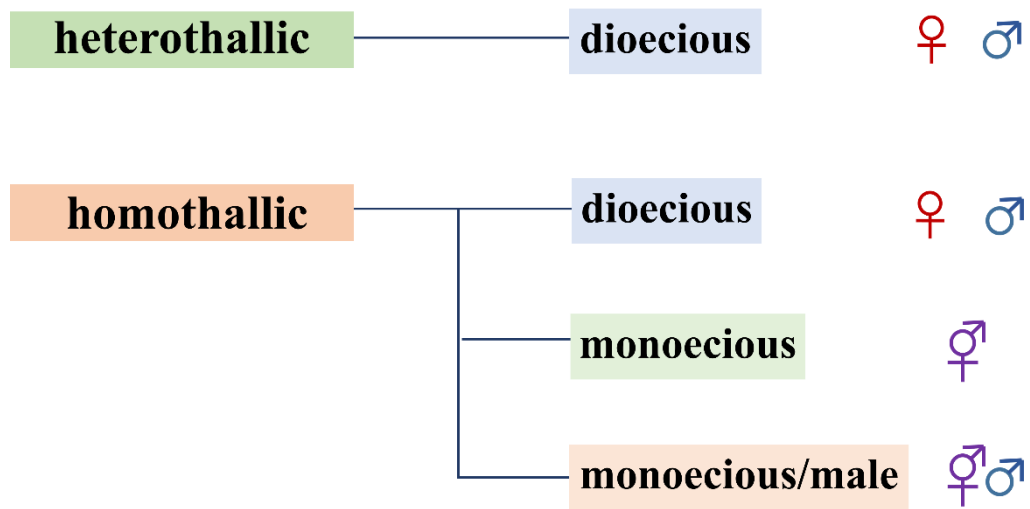 heterothallic
dioecious
♀ ♂
homothallic
dioecious
♀ ♂
monoecious
⚥
monoecious/male
⚥♂